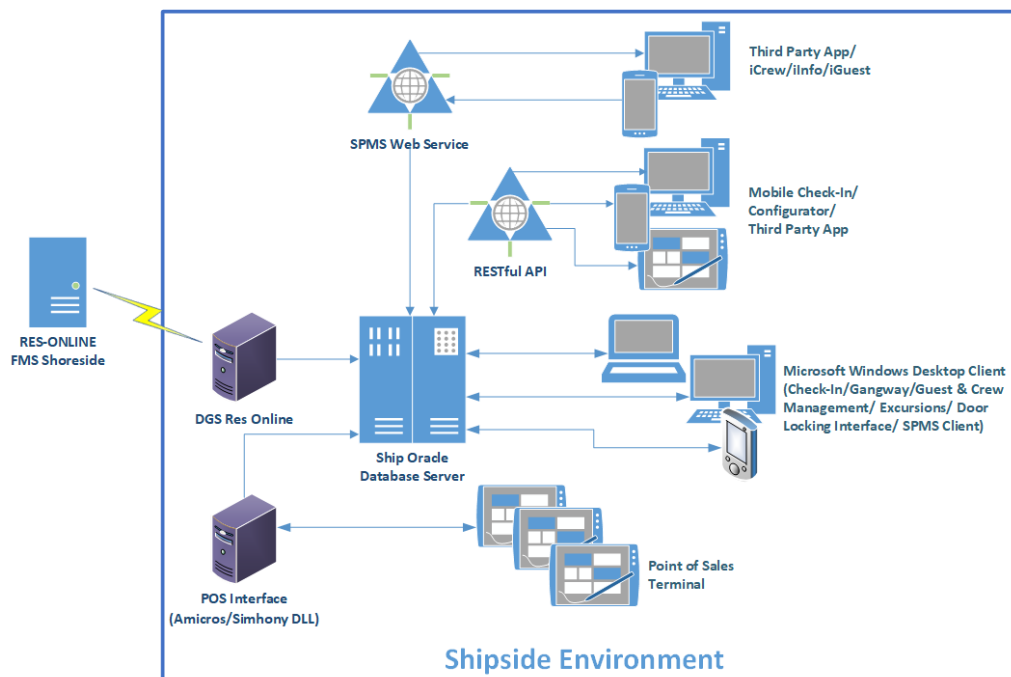 Third Party App/
iCrew/iInfo/iGuest
SPMS Web Service
Mobile Check-In/
Configurator/
Third Party App
RESTful API
RES-ONLINE
FMS Shoreside
DGS Res Online
Microsoft Windows Desktop Client
(Check-In/Gangway/Guest & Crew
Management/ Excursions/ Door
Locking Interface/ SPMS Client)
Ship Oracle
Database Server
Point of Sales
Terminal
POS Interface
(Amicros/Simhony DLL)
Shipside Environment